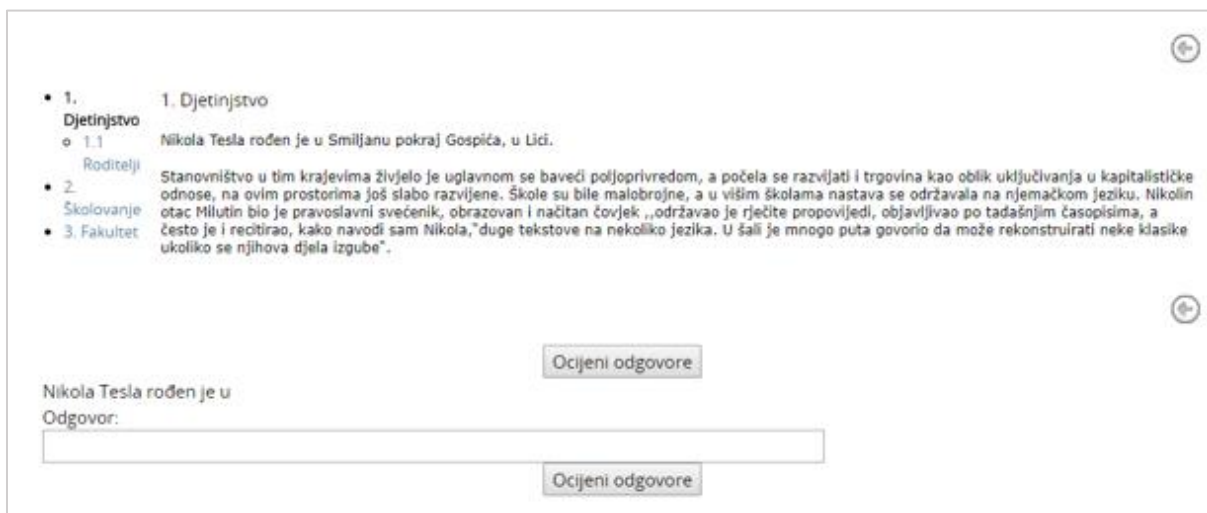 1.
Djetinjstvo
1.1
Roditelji
2.
Školovanje
3. Fakultet
1. Djetinjstvo
Nikola Tesla rođen je u Smiljanu pokraj Gospića, u Lici.
Stanovništvo u tim krajevima živjelo je uglavnom se baveći poljoprivredom, a počela se razvijati i trgovina kao oblik uključivanja u kapitalističke
odnose, na ovim prostorima još slabo razvijene. Škole su bile malobrojne, a u višim školama nastava se održavala na njemačkom jeziku. Nikolin
otac Milutin bio je pravoslavni svećenik, obrazovan i načitan čovjek ,,održavao je rječite propovijedi, objavljivao po tadašnjim časopisima, a
često je i recitirao, kako navodi sam Nikola,"duge tekstove na nekoliko jezika. U šali je mnogo puta govorio da može rekonstruirati neke klasike
ukoliko se njihova djela izgube".
Ocijeni odgovore
Nikola Tesla rođen je u
Odgovor:
Ocijeni odgovore